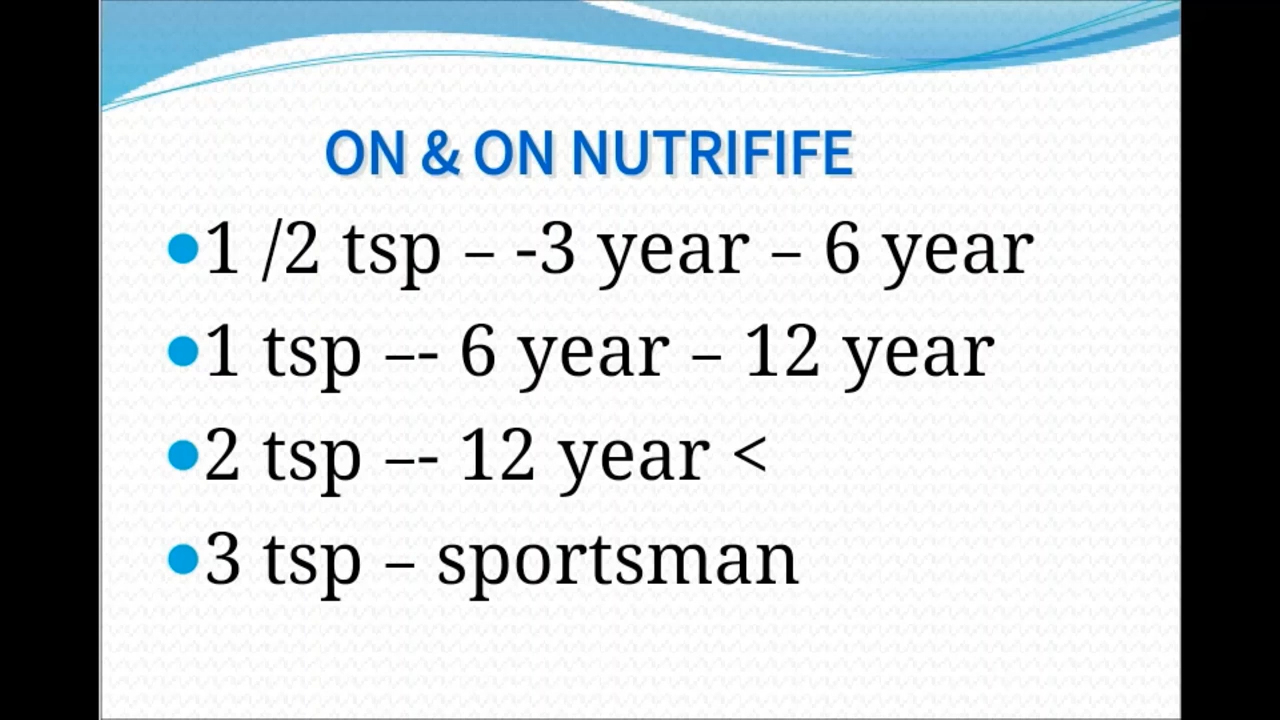 ON & ON NUTRIFIFE
1 /2 tsp – -3 year – 6 year
1 tsp –- 6 year – 12 year
2 tsp –- 12 year <
3 tsp – sportsman